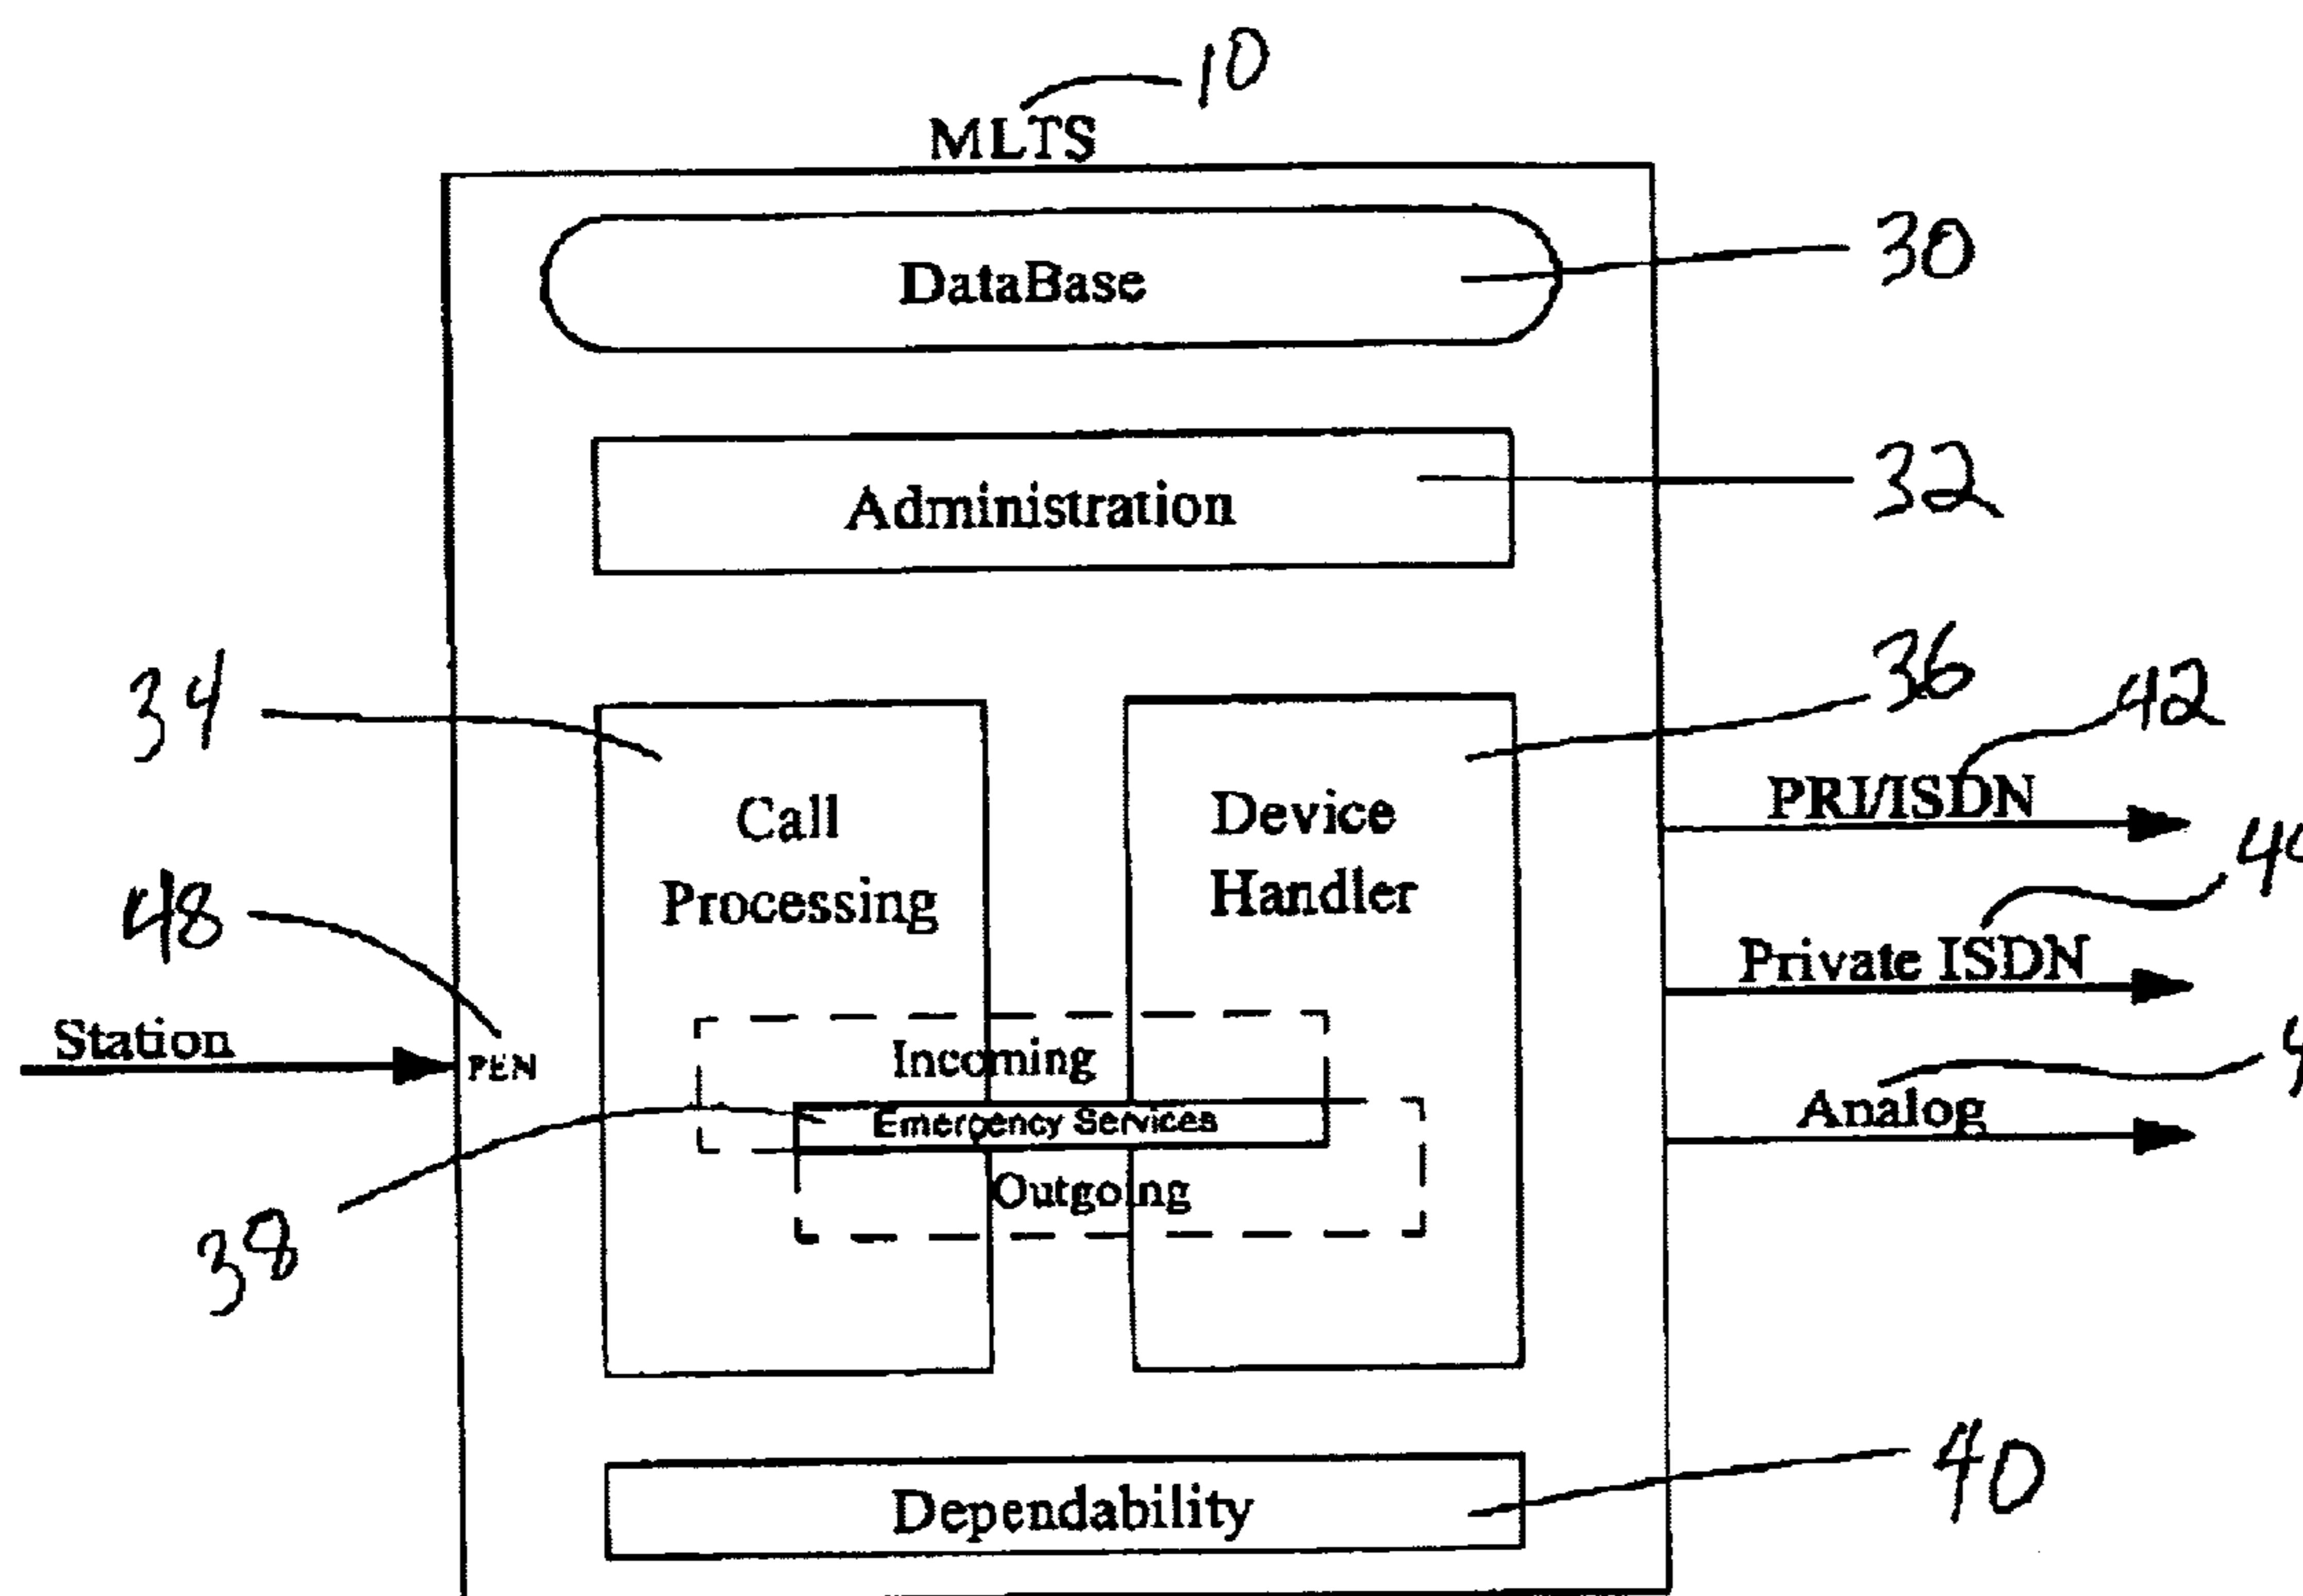 10
MLTS
DataBase
30
Administration
32
34
36
42
Call
Processing
Device
Handler
PRI/ISDN
48
Private ISDN
Station
PEN
Incoming
Analog
Emergency Services
Outgoing
38
Dependability
40